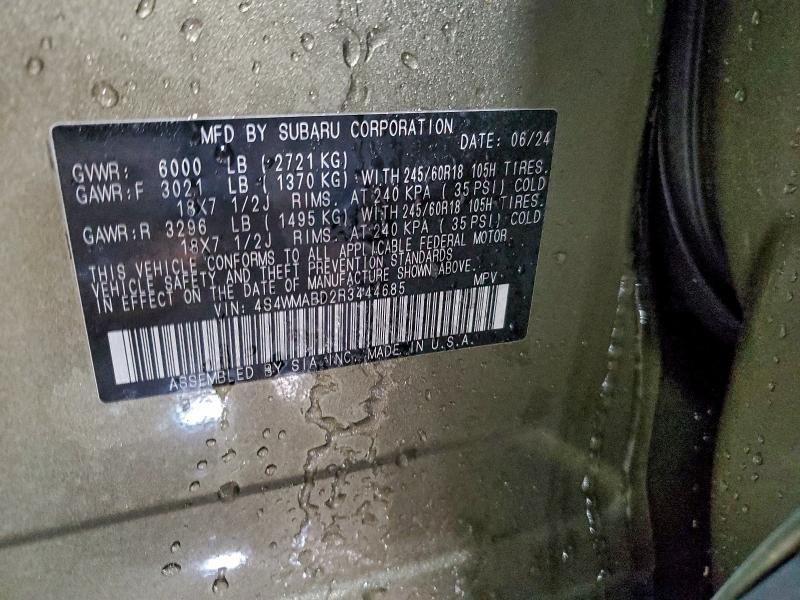 MFD BY SUBARU CORPORATION DATE: 06/24
GVWR: 6000 LB (2721 KG)
GAWR:F 3021 LB (1370 KG) WITH 245/60R18 105H TIRES.
18X7 1/2J RIMS. AT 240 KPA (35 PSI) COLD
GAWR:R 3296 LB (1495 KG) WITH 245/60R18 105H TIRES.
18X7 1/2J RIMS. AT 240 KPA (35 PSI) COLD
THIS VEHICLE CONFORMS TO ALL APPLICABLE FEDERAL MOTOR
VEHICLE SAFETY AND THEFT PREVENTION STANDARDS
IN EFFECT ON THE DATE OF MANUFACTURE SHOWN ABOVE.
VIN: 4S4WMABD2R3444685 MPV
ASSEMBLED BY SIA INC. MADE IN U.S.A.